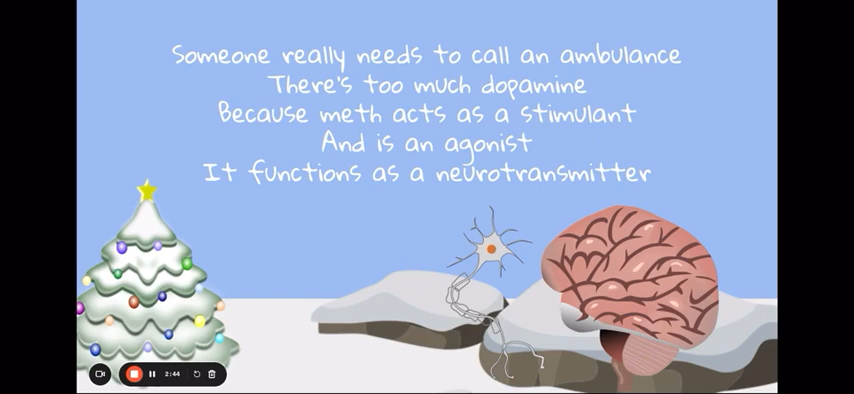 Someone really needs to call an ambulance
There's too much dopamine
Because meth acts as a stimulant
And is an agonist
It functions as a neurotransmitter
2:44